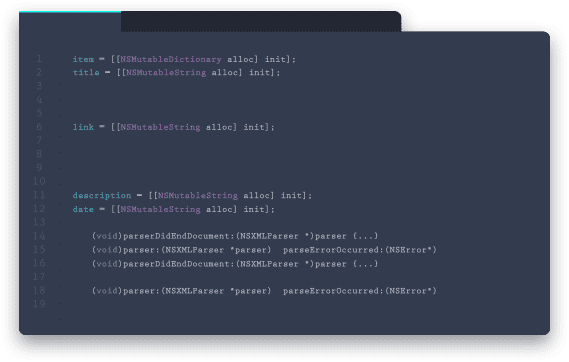 1 item = [[NSMutableDictionary alloc] init];
2 title = [[NSMutableString alloc] init];
3
4
5
6 link = [[NSMutableString alloc] init];
7
8
9
10
11 description = [[NSMutableString alloc] init];
12 date = [[NSMutableString alloc] init];
13
14 (void)parserDidEndDocument:(NSXMLParser *)parser {...}
15 (void)parser:(NSXMLParser *parser) parseErrorOccurred:(NSError*)
16 (void)parserDidEndDocument:(NSXMLParser *)parser {...}
17
18 (void)parser:(NSXMLParser *parser) parseErrorOccurred:(NSError*)
19